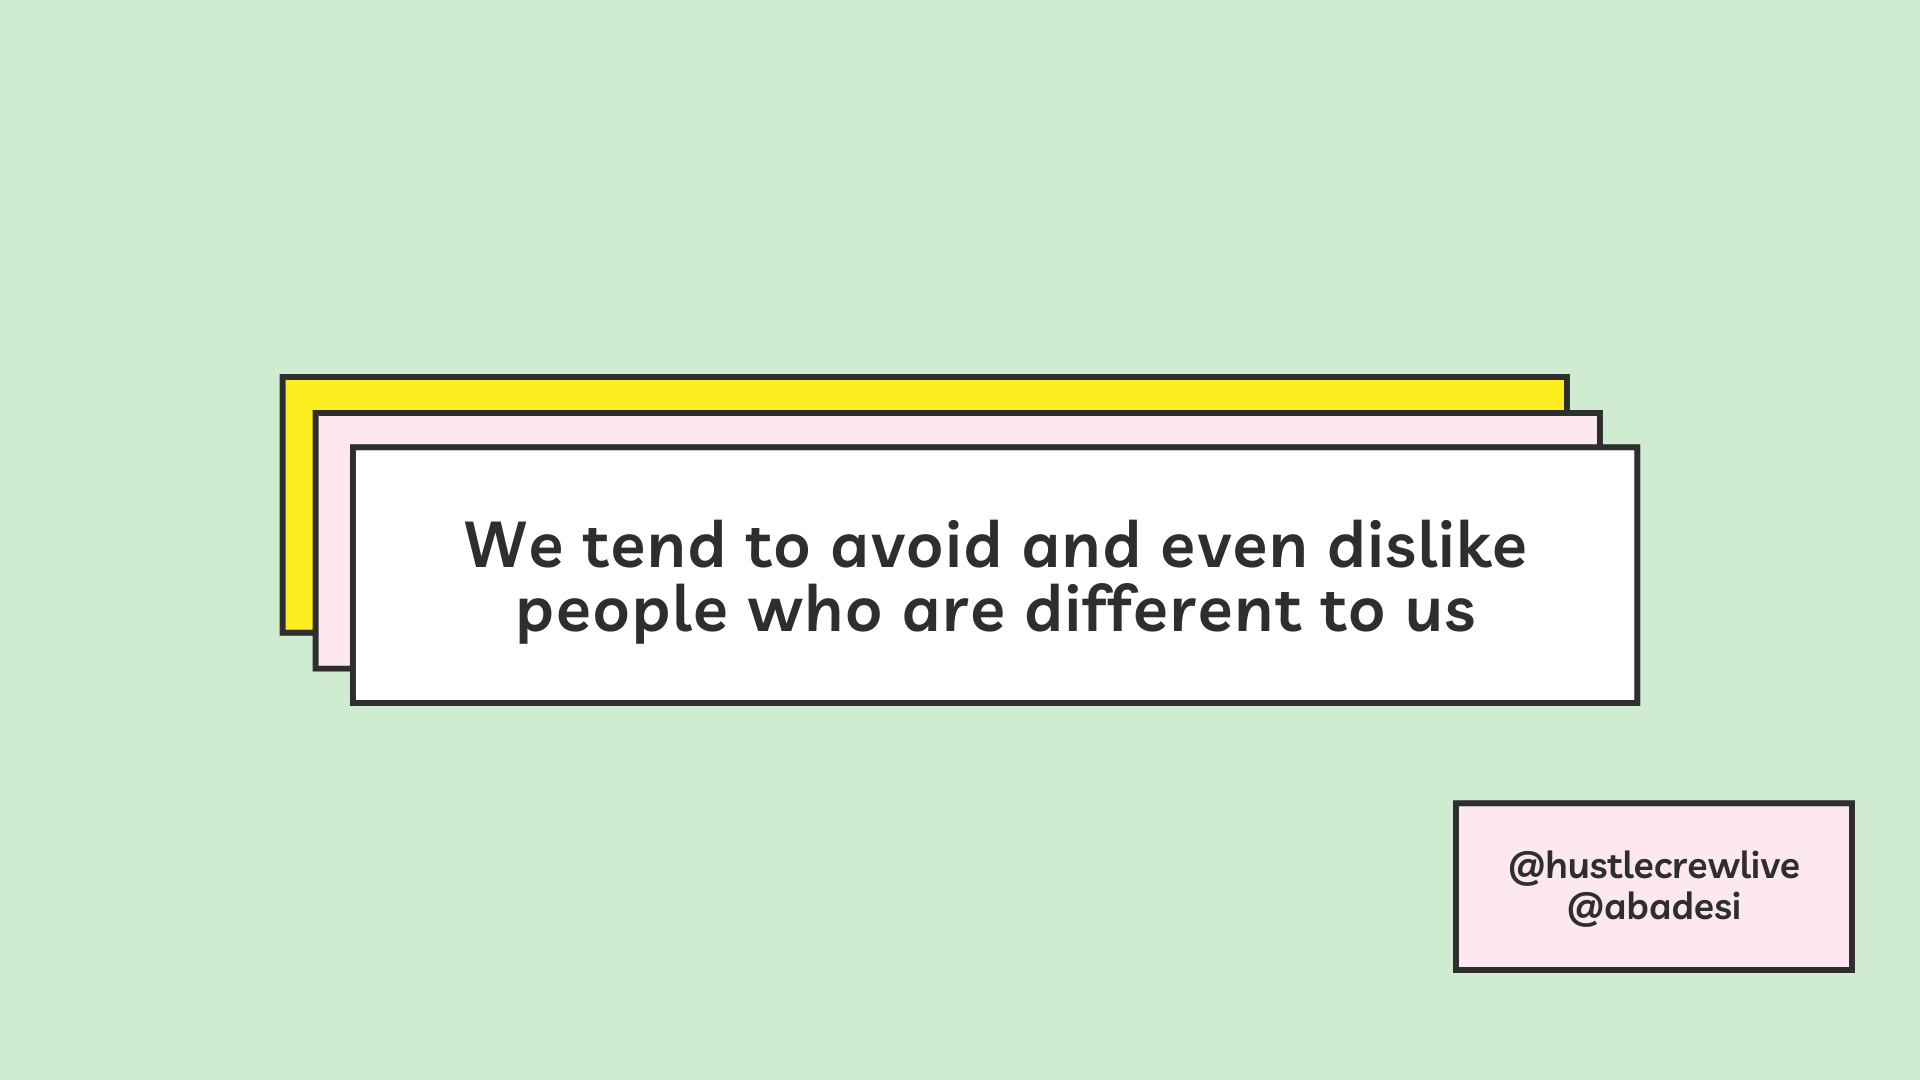 We tend to avoid and even dislike
people who are different to us
@hustlecrewlive
@abadesi